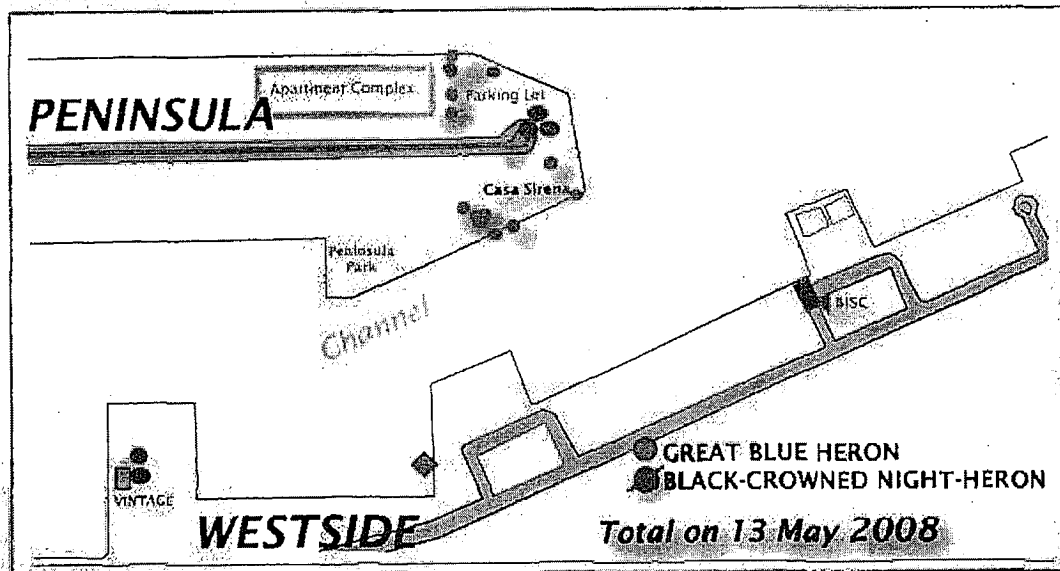 Apartment Complex
PENINSULA
Parking Lot
Casa Sirena
Peninsula
Park
Channel
BISC
GREAT BLUE HERON
BLACK-CROWNED NIGHT-HERON
VINTAGE
WESTSIDE
Total on 13 May 2008